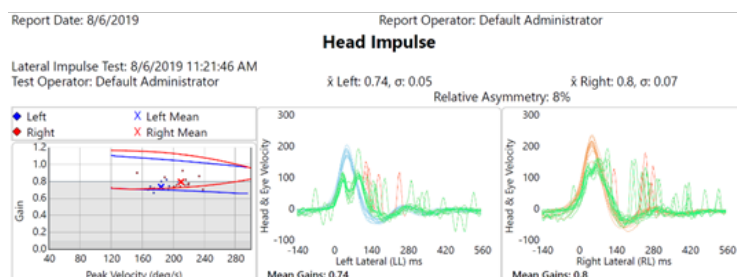 Report Date: 8/6/2019 Report Operator: Default Administrator
Head Impulse
Lateral Impulse Test: 8/6/2019 11:21:46 AM
Test Operator: Default Administrator x̂ Left: 0.74, σ: 0.05 x̂ Right: 0.8, σ: 0.07
Relative Asymmetry: 8%
Left Left Mean
Right Right Mean
Gain
1.2
1.0
0.8
0.6
0.4
0.2
0.0
40 80 120 160 200 240 280
Peak Velocity (deg/s)
Head & Eye Velocity
300
200
100
0
-100
-140 0 140 280 420 560
Left Lateral (LL) ms
Mean Gains: 0.74
Head & Eye Velocity
300
200
100
0
-100
-140 0 140 280 420 560
Right Lateral (RL) ms
Mean Gains: 0.8